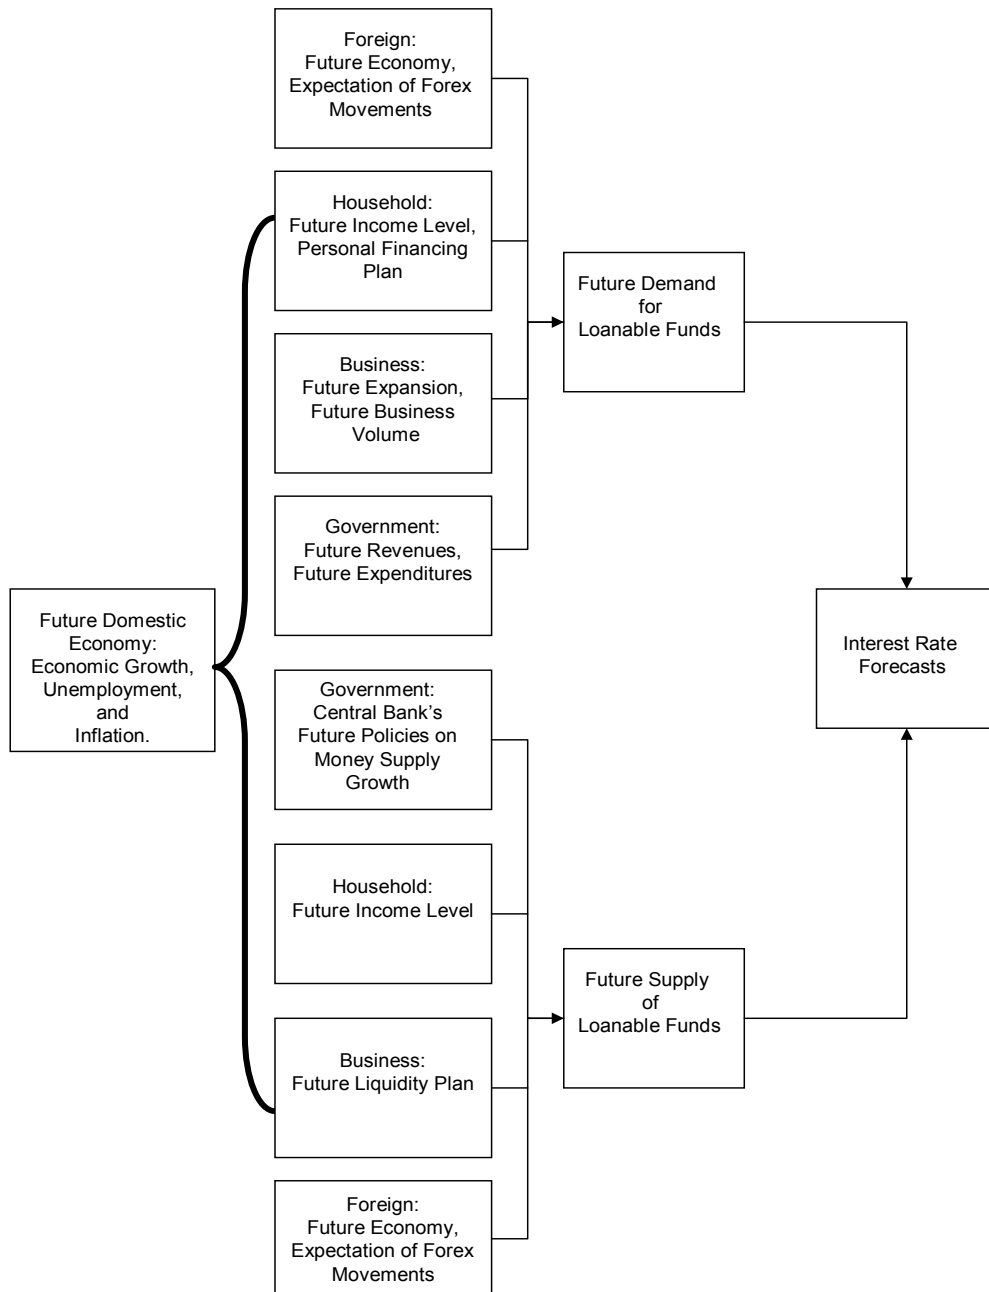 Foreign:
Future Economy,
Expectation of Forex
Movements
Household:
Future Income Level,
Personal Financing
Plan
Business:
Future Expansion,
Future Business
Volume
Government:
Future Revenues,
Future Expenditures
Future Demand
for
Loanable Funds
Future Domestic
Economy:
Economic Growth,
Unemployment,
and
Inflation.
Interest Rate
Forecasts
Government:
Central Bank's
Future Policies on
Money Supply
Growth
Household:
Future Income Level
Business:
Future Liquidity Plan
Foreign:
Future Economy,
Expectation of Forex
Movements
Future Supply
of
Loanable Funds